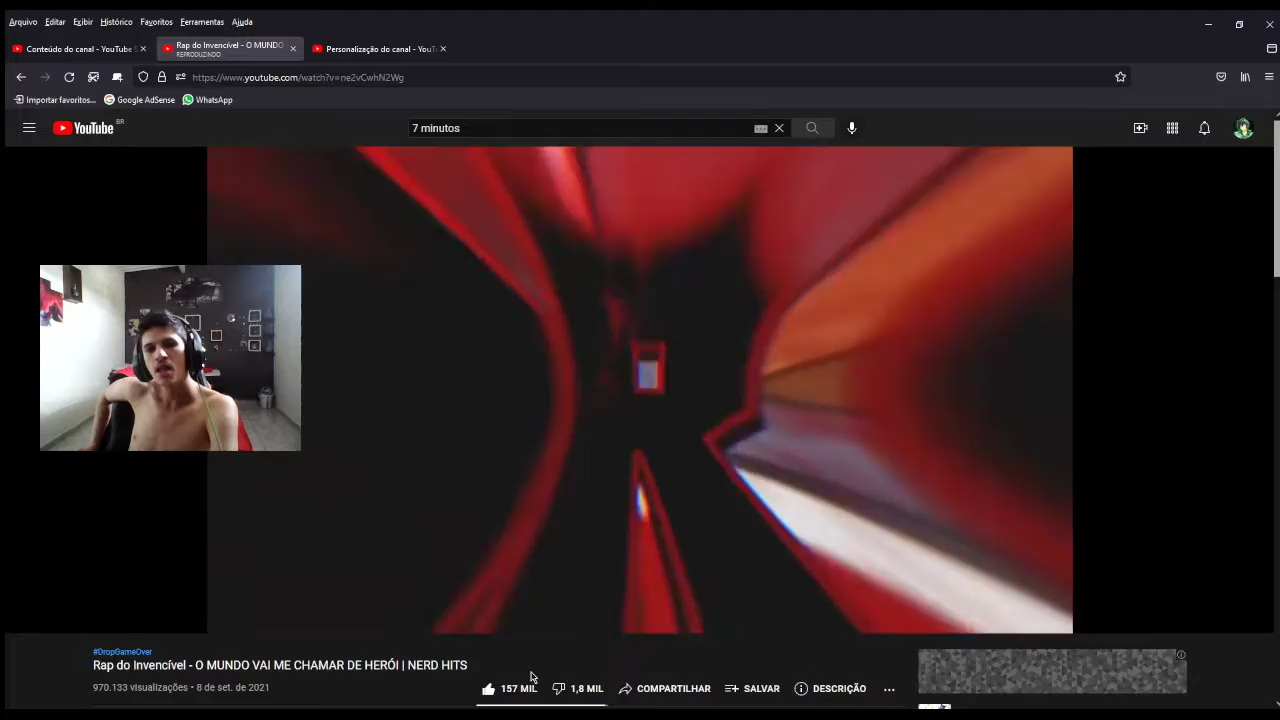 Arquivo Editar Exibir Histórico Favoritos Ferramentas Ajuda
Conteúdo do canal - YouTube
Rap do Invencível - O MUNDO
REPRODUZINDO
Personalização do canal - YouT
https://www.youtube.com/watch?v=ne2vCwhN2Wg
Importar favoritos... Google AdSense WhatsApp
YouTube BR
7 minutos
#DropGameOver
Rap do Invencível - O MUNDO VAI ME CHAMAR DE HERÓI | NERD HITS
970.133 visualizações • 8 de set. de 2021
157 MIL 1,8 MIL COMPARTILHAR SALVAR DESCRIÇÃO